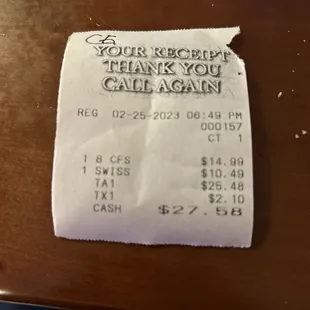 G5
YOUR RECEIPT
THANK YOU
CALL AGAIN
REG 02-25-2023 06:49 PM
000157
CT 1
1 8 CFS $14.99
1 SWISS $10.49
TA1 $25.48
TX1 $2.10
CASH $27.58